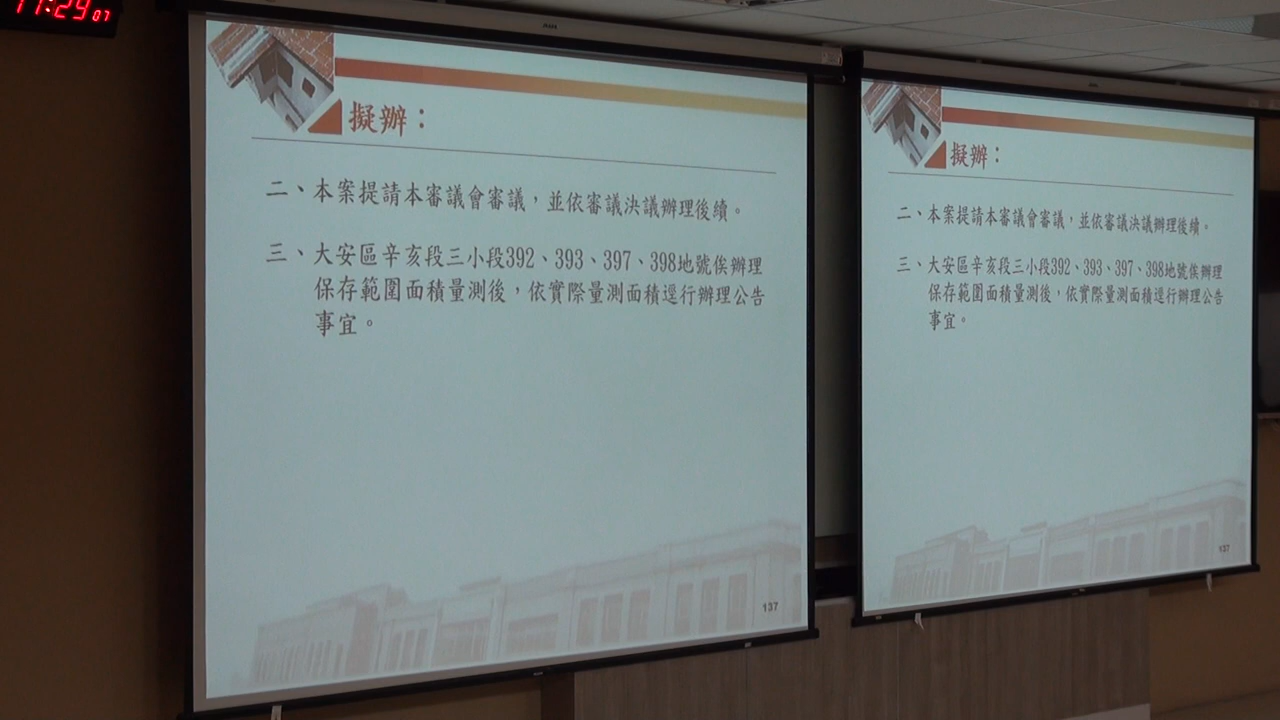 11:29 07
擬辦：
二、本案提請本審議會審議，並依審議決議辦理後續。
三、大安區辛亥段三小段392、393、397、398地號俟辦理
保存範圍面積量測後，依實際量測面積逕行辦理公告
事宜。
137
擬辦：
二、本案提請本審議會審議，並依審議決議辦理後續。
三、大安區辛亥段三小段392、393、397、398地號俟辦理
保存範圍面積量測後，依實際量測面積逕行辦理公告
事宜。
137